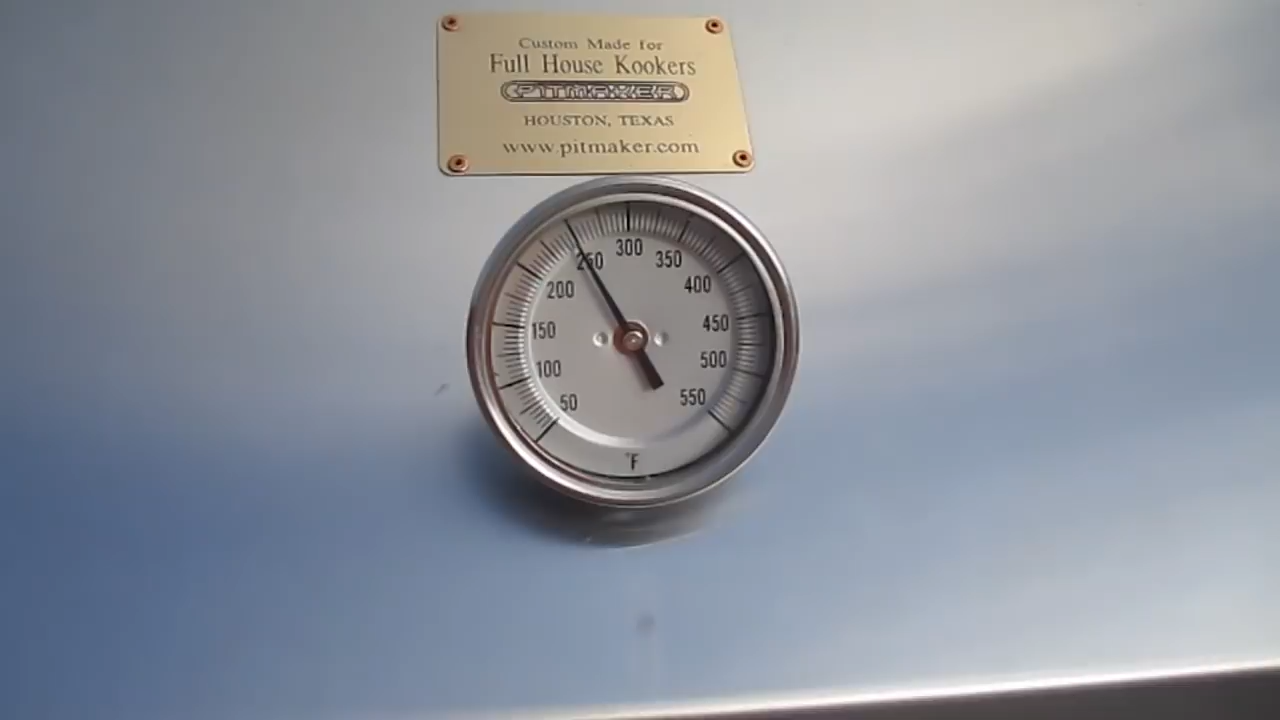 Custom Made for
Full House Kookers
PITMAKER
HOUSTON, TEXAS
www.pitmaker.com
50
100
150
200
250
300
350
400
450
500
550
°F